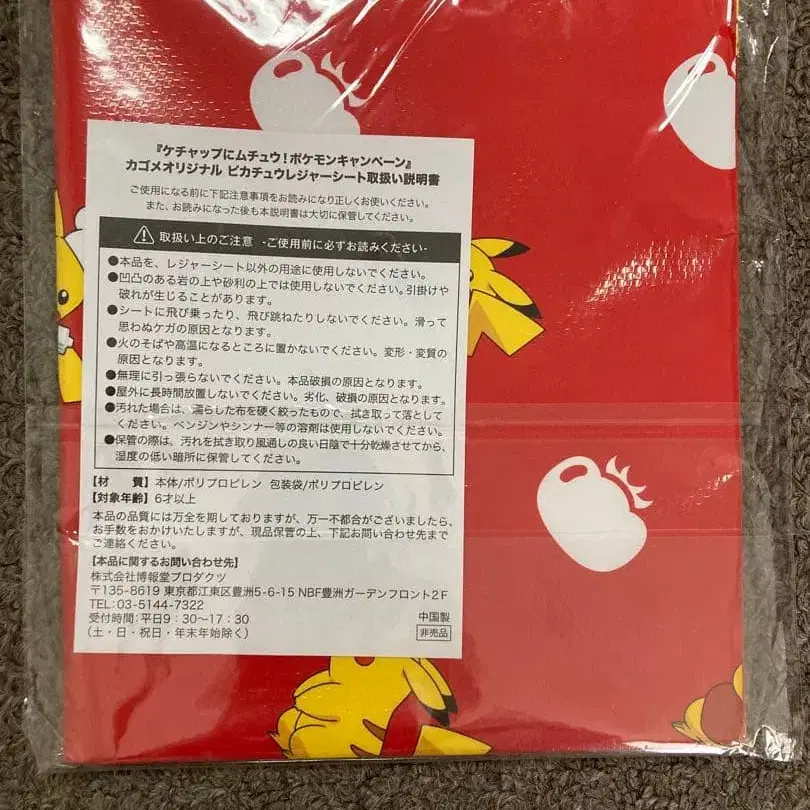 『ケチャップにムチュウ！ポケモンキャンペーン』
カゴメオリジナル ピカチュウレジャーシート取扱い説明書
ご使用になる前に下記注意事項をお読みになり正しくお使いください。
また、お読みになった後も本説明書は大切に保管してください。
取扱い上のご注意 -ご使用前に必ずお読みください-
●本品を、レジャーシート以外の用途に使用しないでください。
●凹凸のある岩の上や砂利の上では使用しないでください。引掛けや
破れが生じることがあります。
●シートに飛び乗ったり、飛び跳ねたりしないでください。滑って
思わぬケガの原因となります。
●火のそばや高温になるところに置かないでください。変形・変質の
原因となります。
●無理に引っ張らないでください。本品破損の原因となります。
●屋外に長時間放置しないでください。劣化、破損の原因となります。
●汚れた場合は、濡らした布を硬く絞ったもので、拭き取って落として
ください。ベンジンやシンナー等の溶剤は使用しないでください。
●保管の際は、汚れを拭き取り風通しの良い日陰で十分乾燥させてから、
湿度の低い暗所に保管してください。
【材　質】本体/ポリプロピレン 包装袋/ポリプロピレン
【対象年齢】6才以上
本品の品質には万全を期しておりますが、万一不都合がございましたら、
お手数をおかけいたしますが、現品保管の上、下記お問い合わせ先まで
ご連絡ください。
【本品に関するお問い合わせ先】
株式会社博報堂プロダクツ
〒135-8619 東京都江東区豊洲5-6-15 NBF豊洲ガーデンフロント2F
TEL:03-5144-7322
受付時間:平日9：30〜17：30
（土・日・祝日・年末年始除く）
中国製
非売品